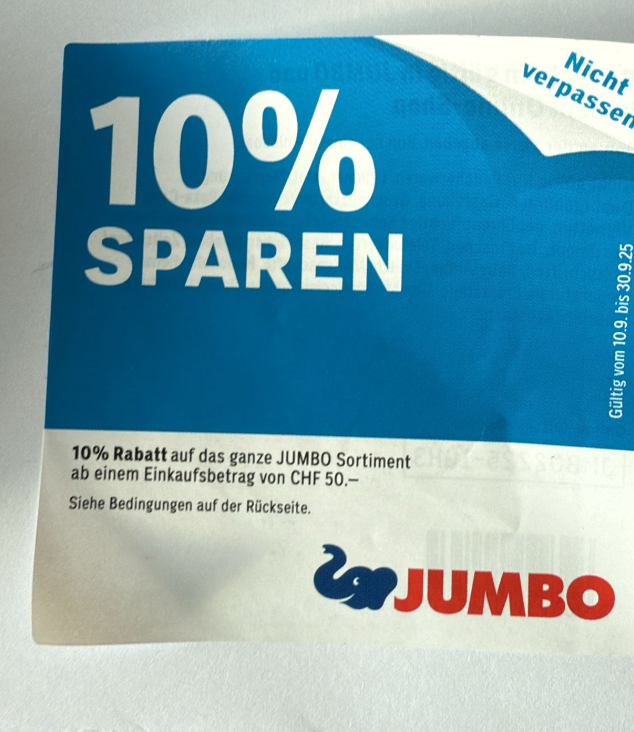 Nicht
verpassen
10%
SPAREN
Gültig vom 10.9. bis 30.9.25
10% Rabatt auf das ganze JUMBO Sortiment
ab einem Einkaufsbetrag von CHF 50.–
Siehe Bedingungen auf der Rückseite.
JUMBO